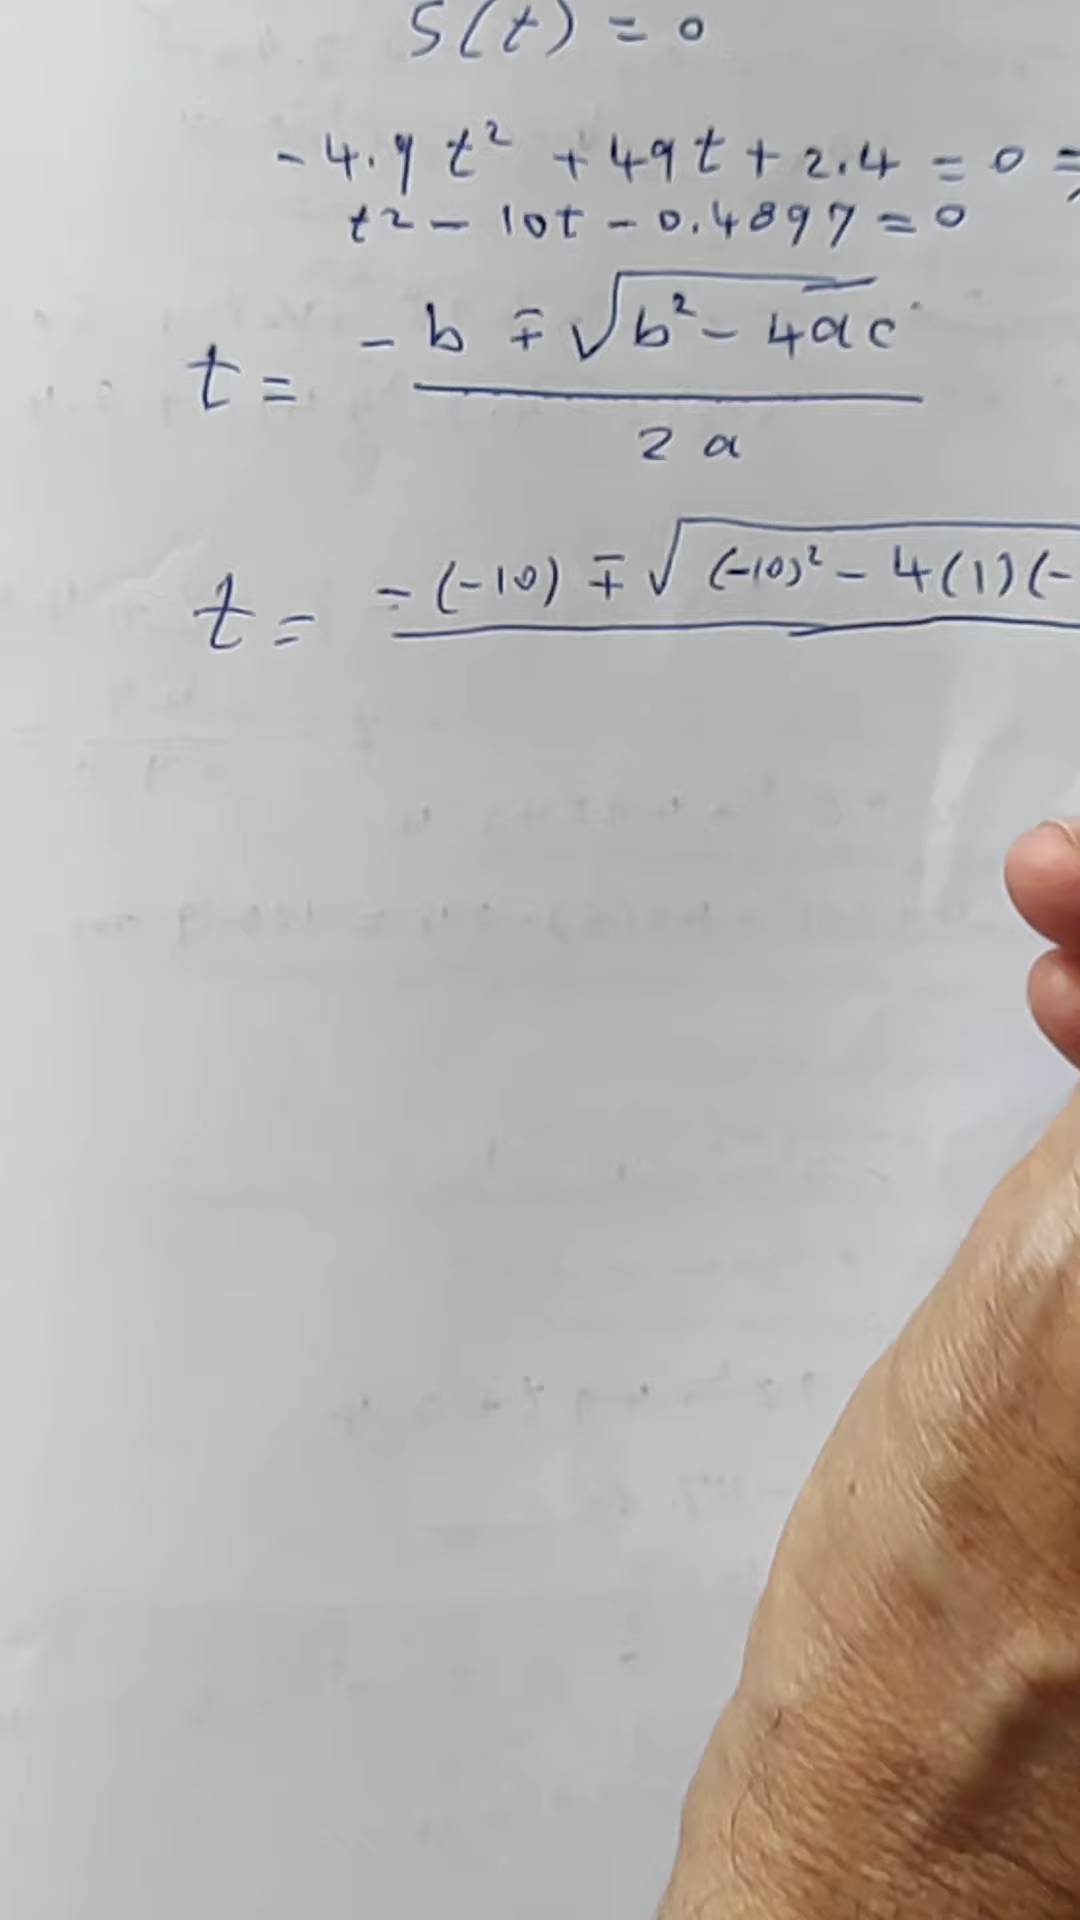 S(t) = 0
-4.9 t² + 49t + 2.4 = 0 ⇒
t² - 10t - 0.4897 = 0
t = -b ∓ √b² - 4ac / 2a
t = -(-10) ∓ √(-10)² - 4(1)(-